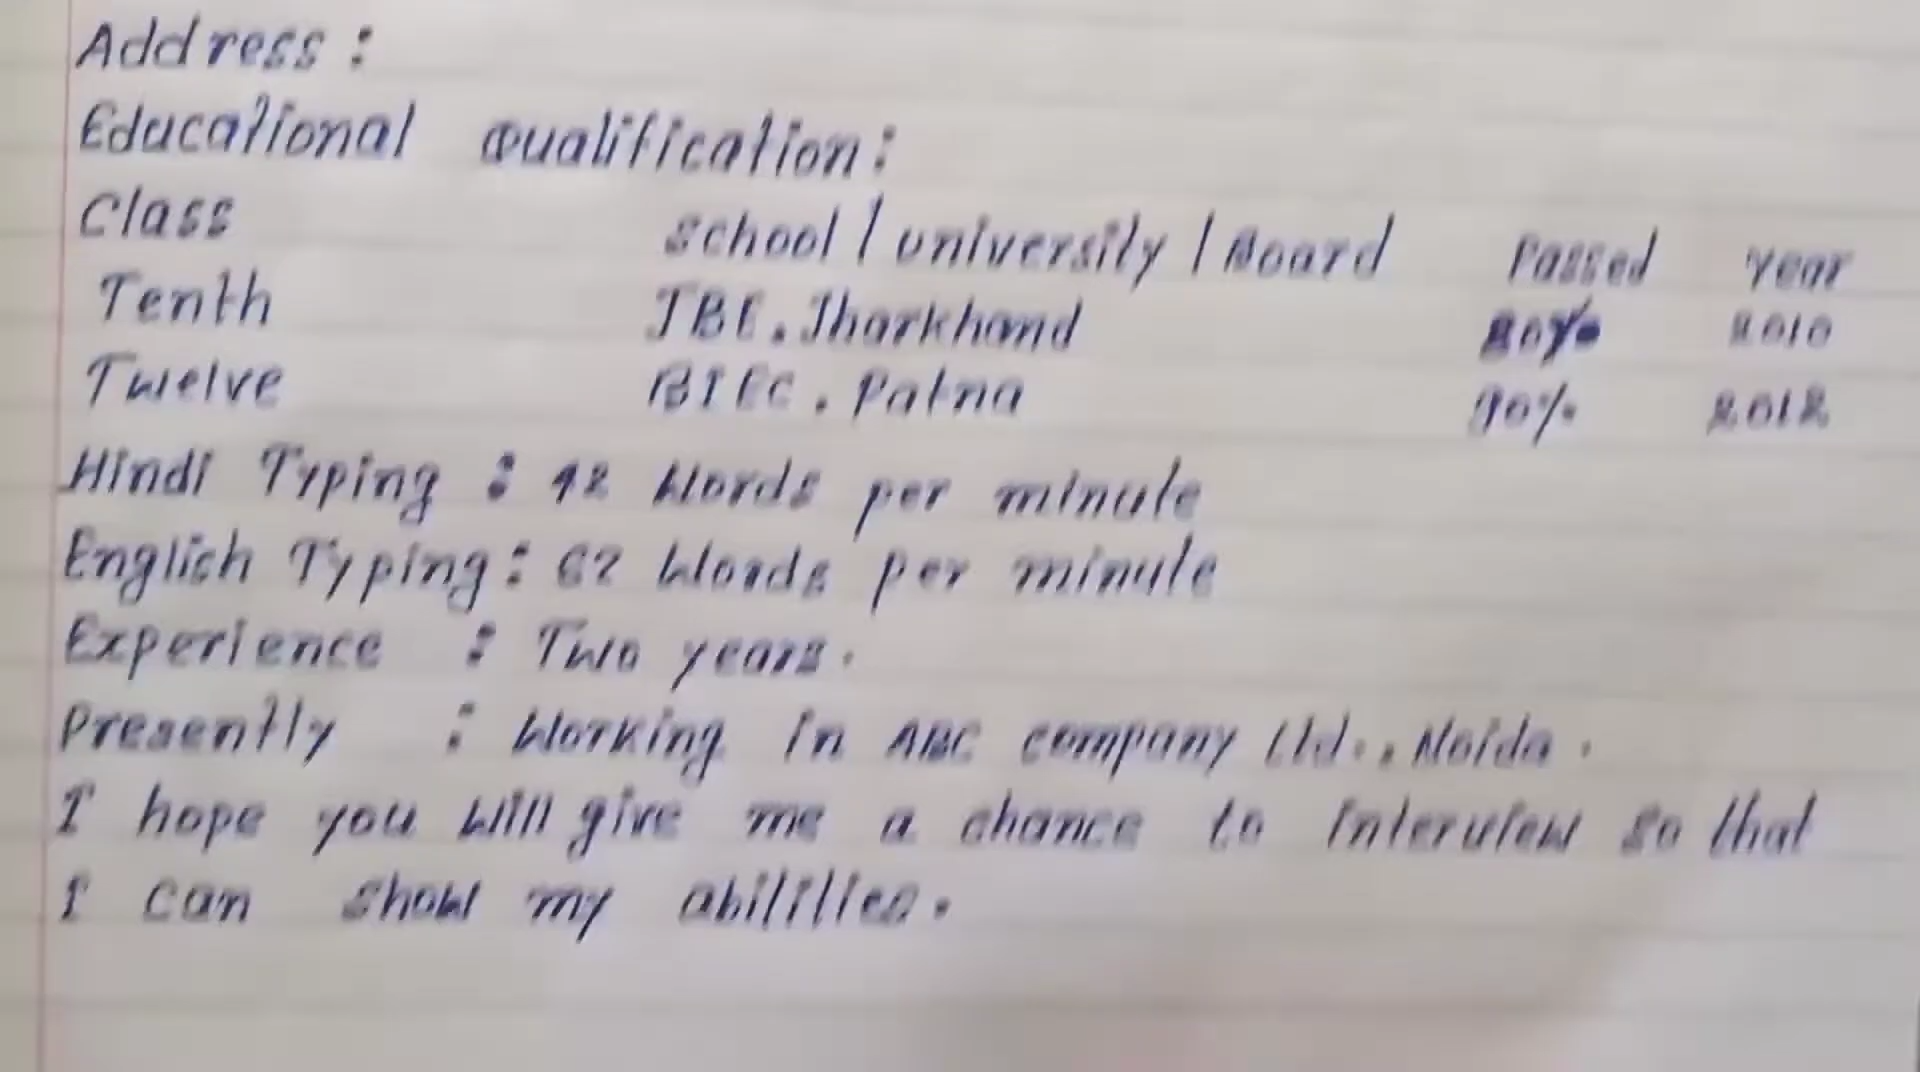 Address :
Educational Qualification :
Class School / University / Board Passed Year
Tenth JBE, Jharkhand 80% 2010
Twelve BIEC, Patna 90% 2012
Hindi Typing : 42 Words per minute
English Typing : 62 Words per minute
Experience : Two years.
Presently : Working in ABC company Ltd., Noida.
I hope you will give me a chance to interview so that
I can show my abilities.